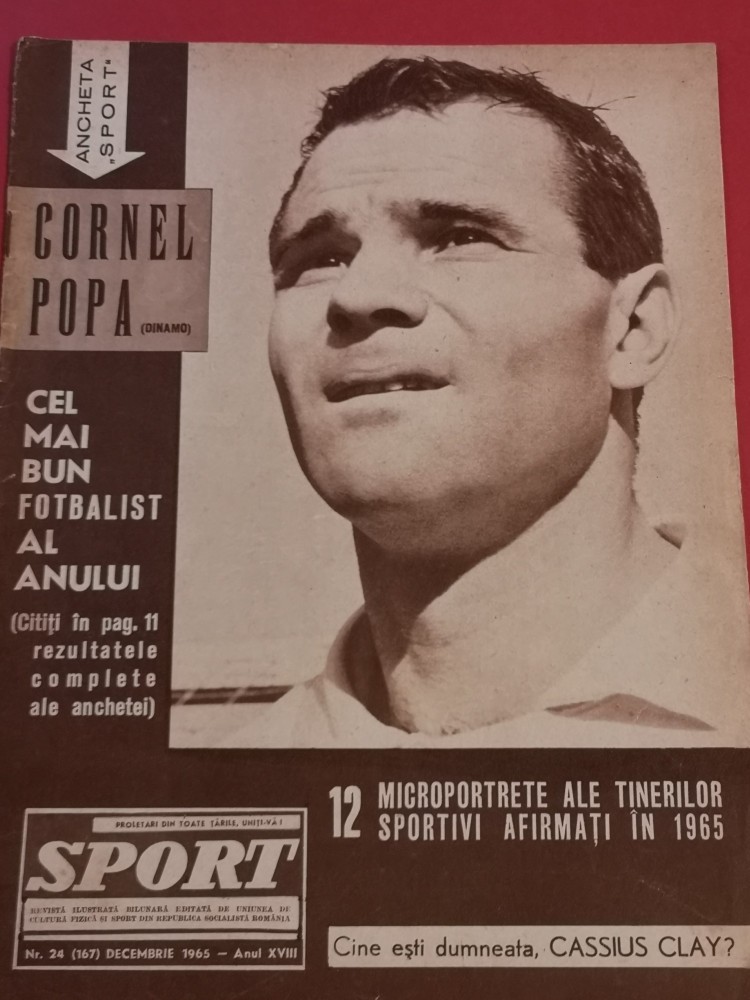 ANCHETA
„SPORT"
CORNEL
POPA (DINAMO)
CEL
MAI
BUN
FOTBALIST
AL
ANULUI
(Citiți în pag. 11
rezultatele
complete
ale anchetei)
12 MICROPORTRETE ALE TINERILOR
SPORTIVI AFIRMAȚI ÎN 1965
PROLETARI DIN TOATE ȚĂRILE, UNIȚI-VĂ!
SPORT
REVISTĂ ILUSTRATĂ BILUNARĂ EDITATĂ DE UNIUNEA DE
CULTURĂ FIZICĂ ȘI SPORT DIN REPUBLICA SOCIALISTĂ ROMÂNIA
Nr. 24 (167) DECEMBRIE 1965 — Anul XVIII
Cine ești dumneata, CASSIUS CLAY?